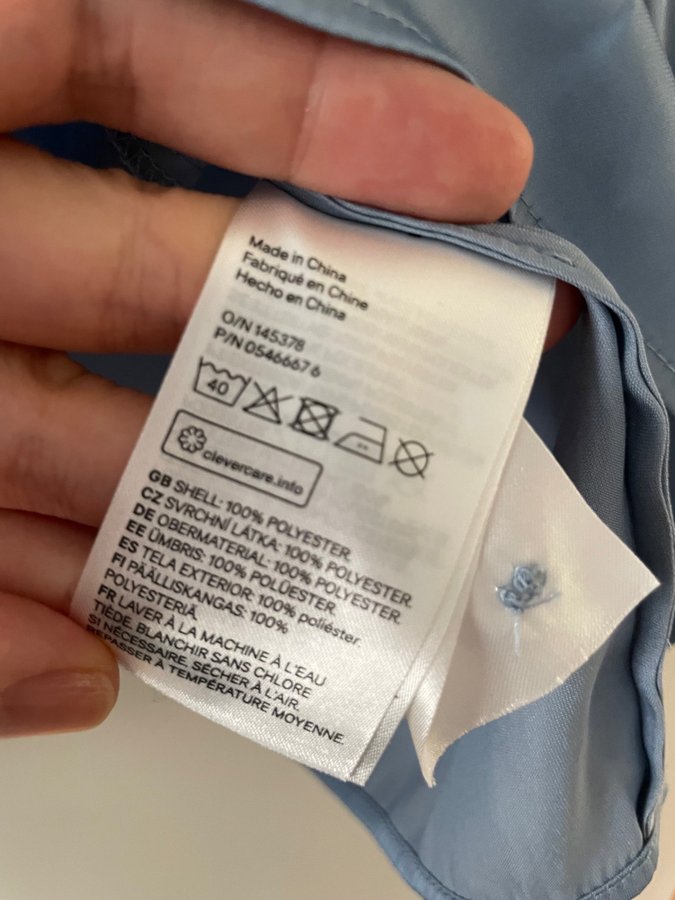 Made in China
Fabriqué en Chine
Hecho en China
O/N 145378
P/N 05466676
40
clevercare.info
GB SHELL: 100% POLYESTER
CZ SVRCHNÍ LÁTKA: 100% POLYESTER
DE OBERMATERIAL: 100% POLYESTER
EE ÜMBRIS: 100% POLÜESTER
ES TELA EXTERIOR: 100% poliéster.
FI PÄÄLLISKANGAS: 100%
POLYESTERIÄ
FR LAVER À LA MACHINE À L'EAU
TIÈDE, BLANCHIR SANS CHLORE
SI NÉCESSAIRE, SÉCHER À L'AIR.
REPASSER À TEMPÉRATURE MOYENNE.